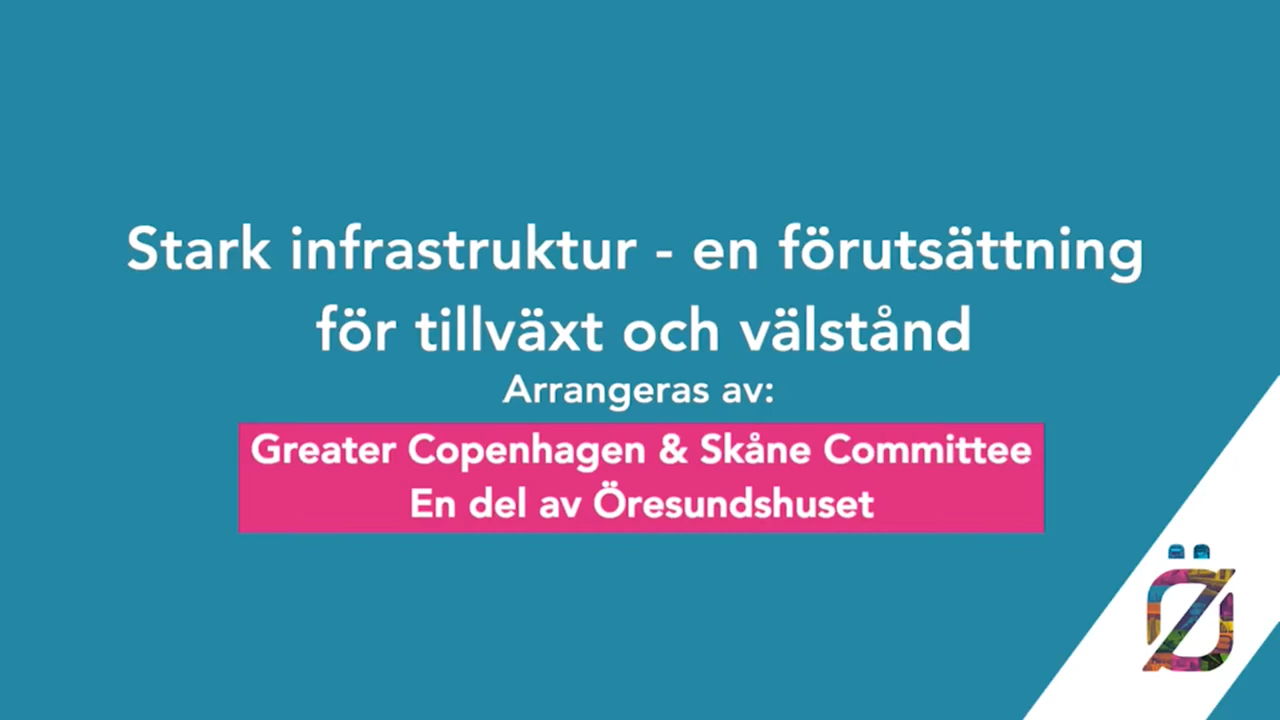 Stark infrastruktur - en förutsättning
för tillväxt och välstånd
Arrangeras av:
Greater Copenhagen & Skåne Committee
En del av Öresundshuset